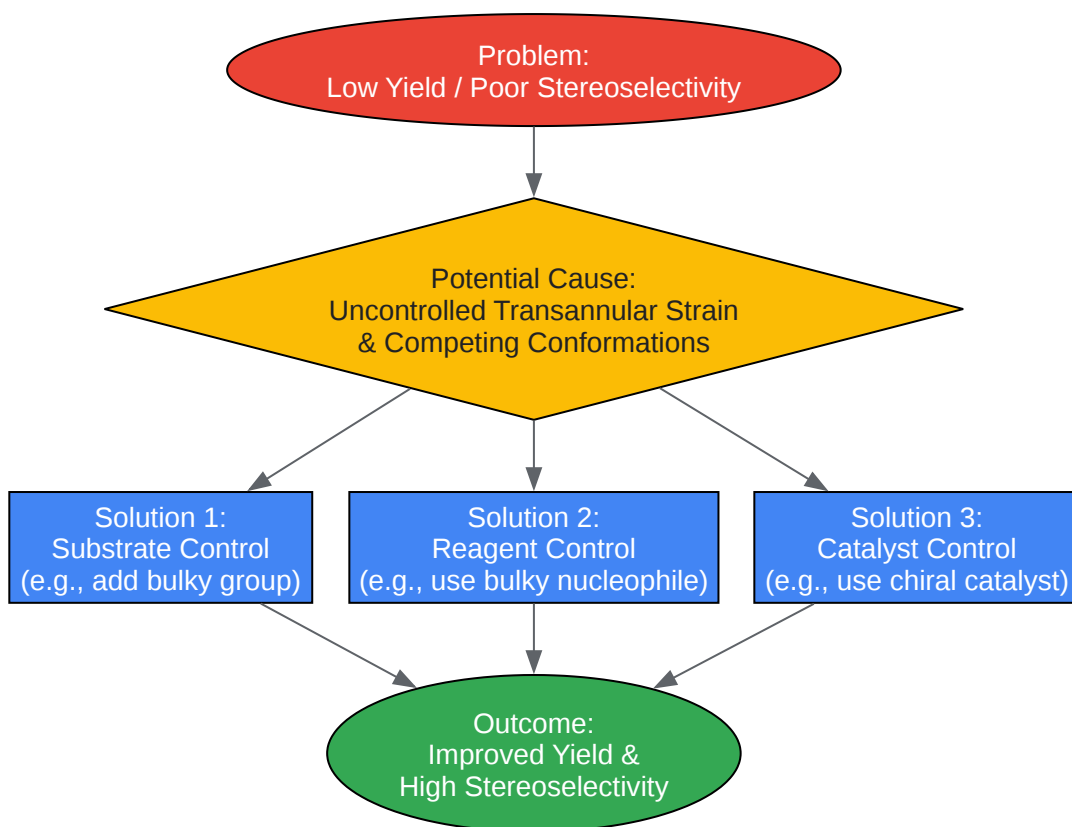 Problem:
Low Yield / Poor Stereoselectivity
Potential Cause:
Uncontrolled Transannular Strain
& Competing Conformations
Solution 1:
Substrate Control
(e.g., add bulky group)
Solution 2:
Reagent Control
(e.g., use bulky nucleophile)
Solution 3:
Catalyst Control
(e.g., use chiral catalyst)
Outcome:
Improved Yield &
High Stereoselectivity